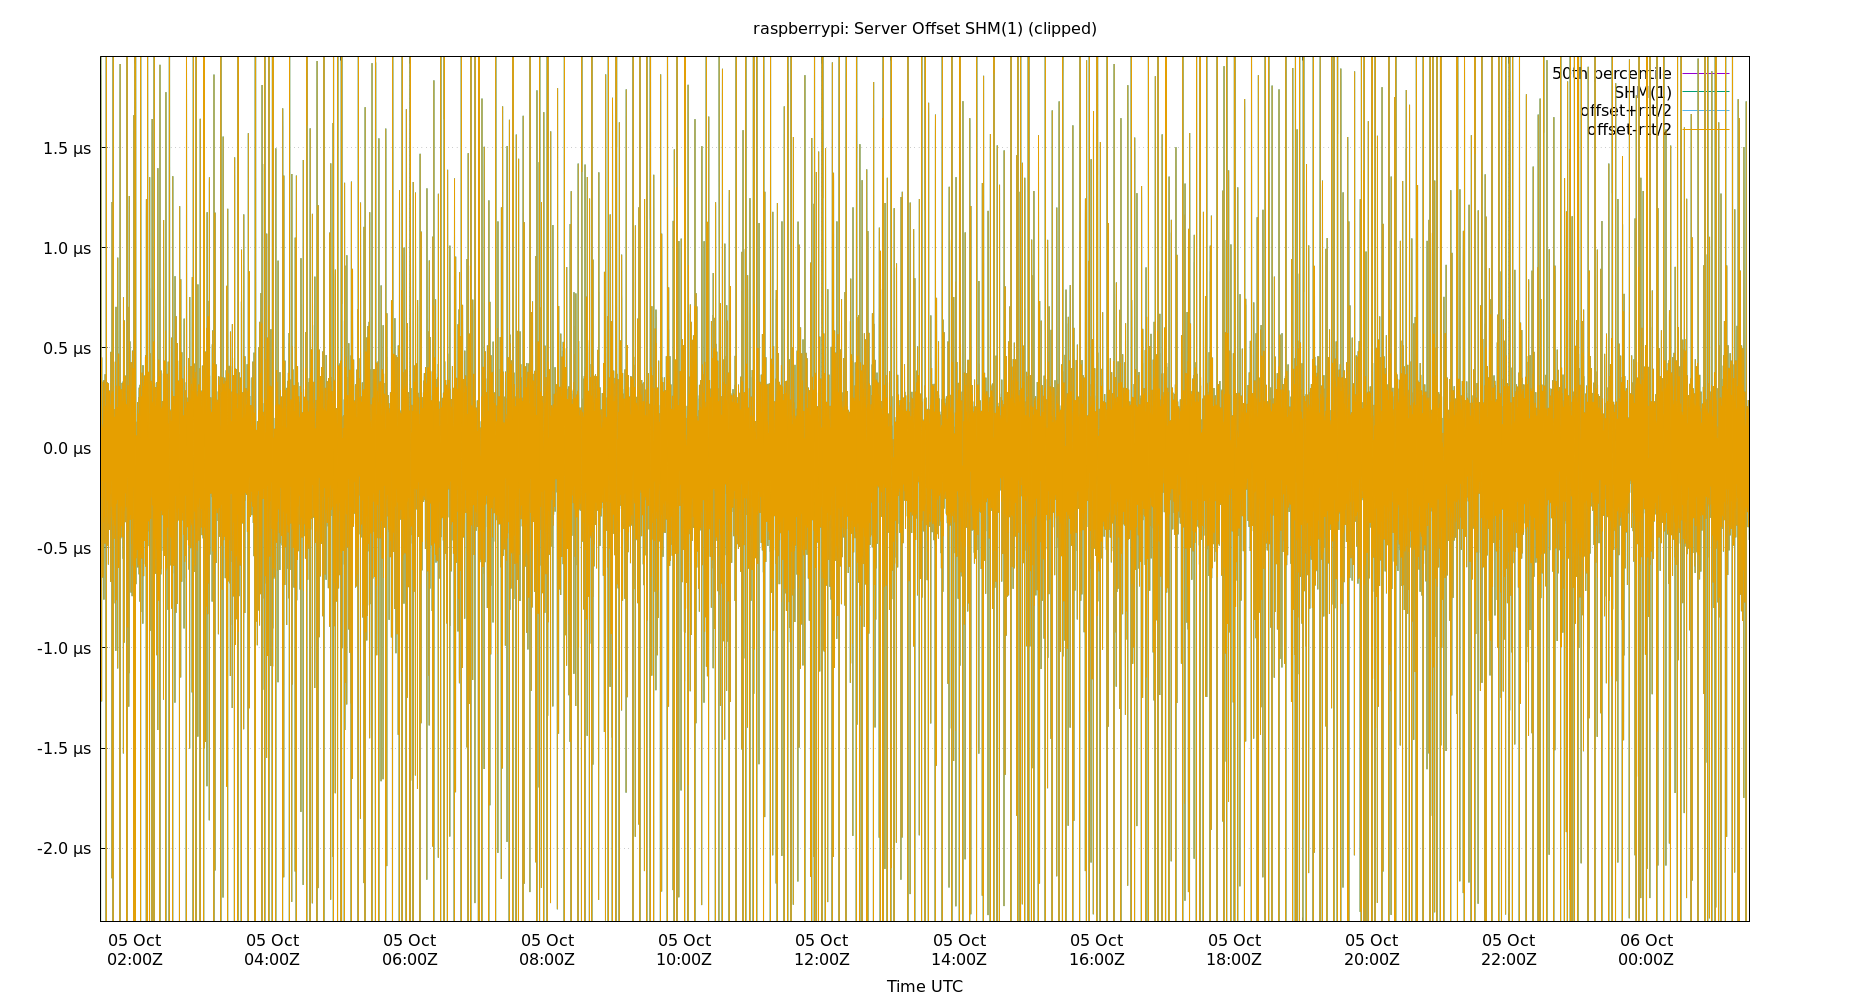 raspberrypi: Server Offset SHM(1) (clipped)
50th percentile
SHM(1)
offset+rtt/2
offset-rtt/2
1.5 µs
1.0 µs
0.5 µs
0.0 µs
-0.5 µs
-1.0 µs
-1.5 µs
-2.0 µs
05 Oct 05 Oct 05 Oct 05 Oct 05 Oct 05 Oct 05 Oct 05 Oct 05 Oct 05 Oct 05 Oct 06 Oct
02:00Z 04:00Z 06:00Z 08:00Z 10:00Z 12:00Z 14:00Z 16:00Z 18:00Z 20:00Z 22:00Z 00:00Z
Time UTC